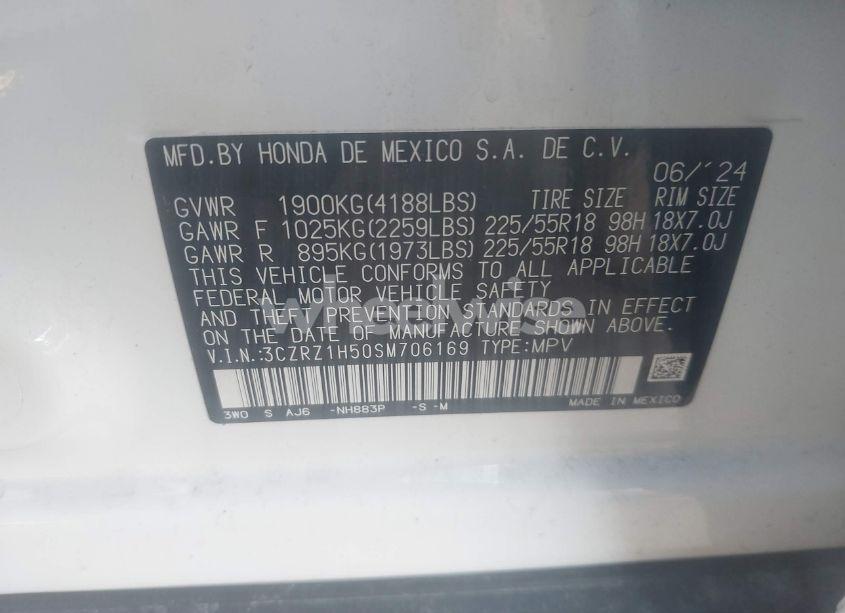 MFD.BY HONDA DE MEXICO S.A. DE C.V. 06/'24
GVWR 1900KG(4188LBS) TIRE SIZE RIM SIZE
GAWR F 1025KG(2259LBS) 225/55R18 98H 18X7.0J
GAWR R 895KG(1973LBS) 225/55R18 98H 18X7.0J
THIS VEHICLE CONFORMS TO ALL APPLICABLE
FEDERAL MOTOR VEHICLE SAFETY
AND THEFT PREVENTION STANDARDS IN EFFECT
ON THE DATE OF MANUFACTURE SHOWN ABOVE.
V.I.N.:3CZRZ1H50SM706169 TYPE:MPV
3W0 S AJ6 -NH883P -S -M MADE IN MEXICO